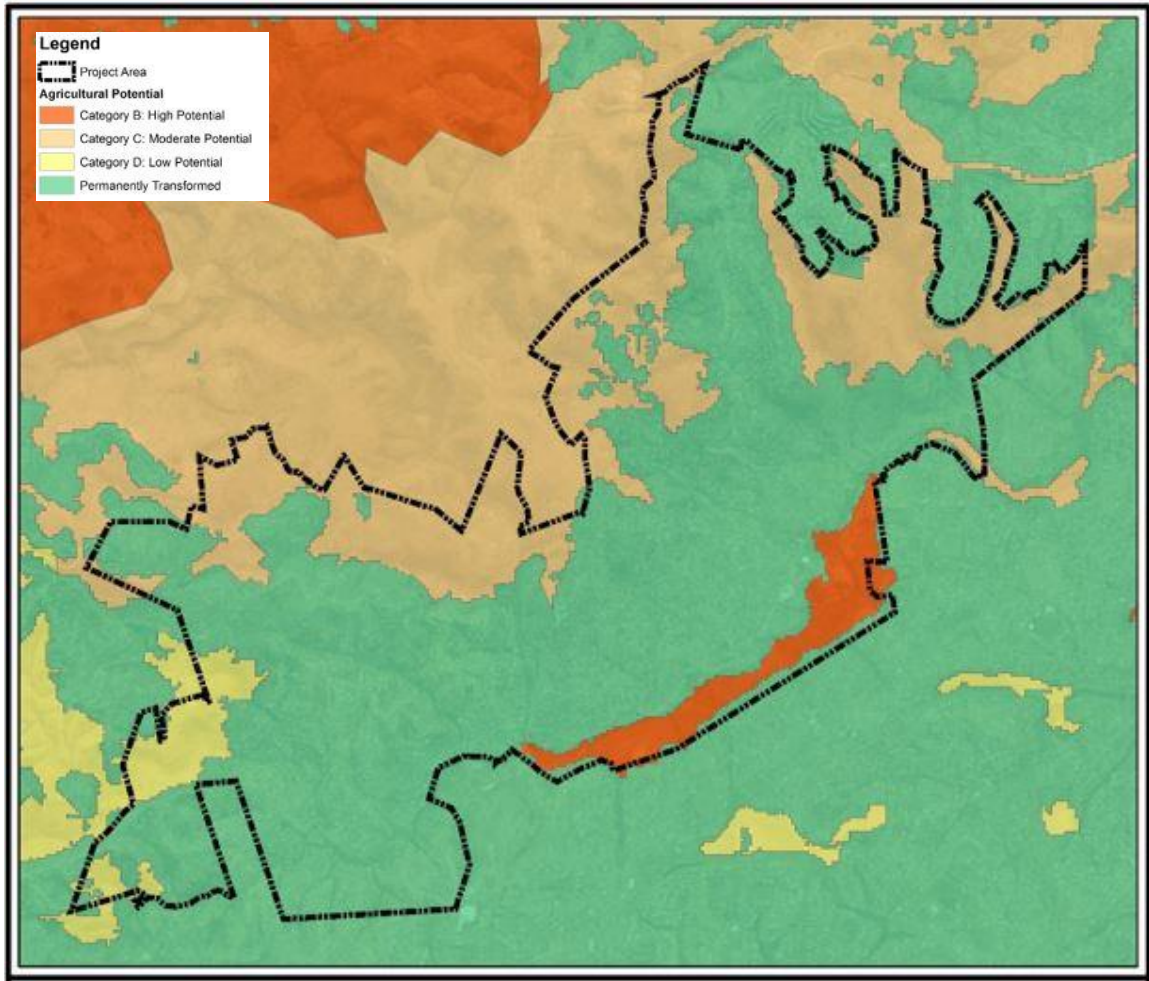 Legend
Project Area
Agricultural Potential
Category B: High Potential
Category C: Moderate Potential
Category D: Low Potential
Permanently Transformed